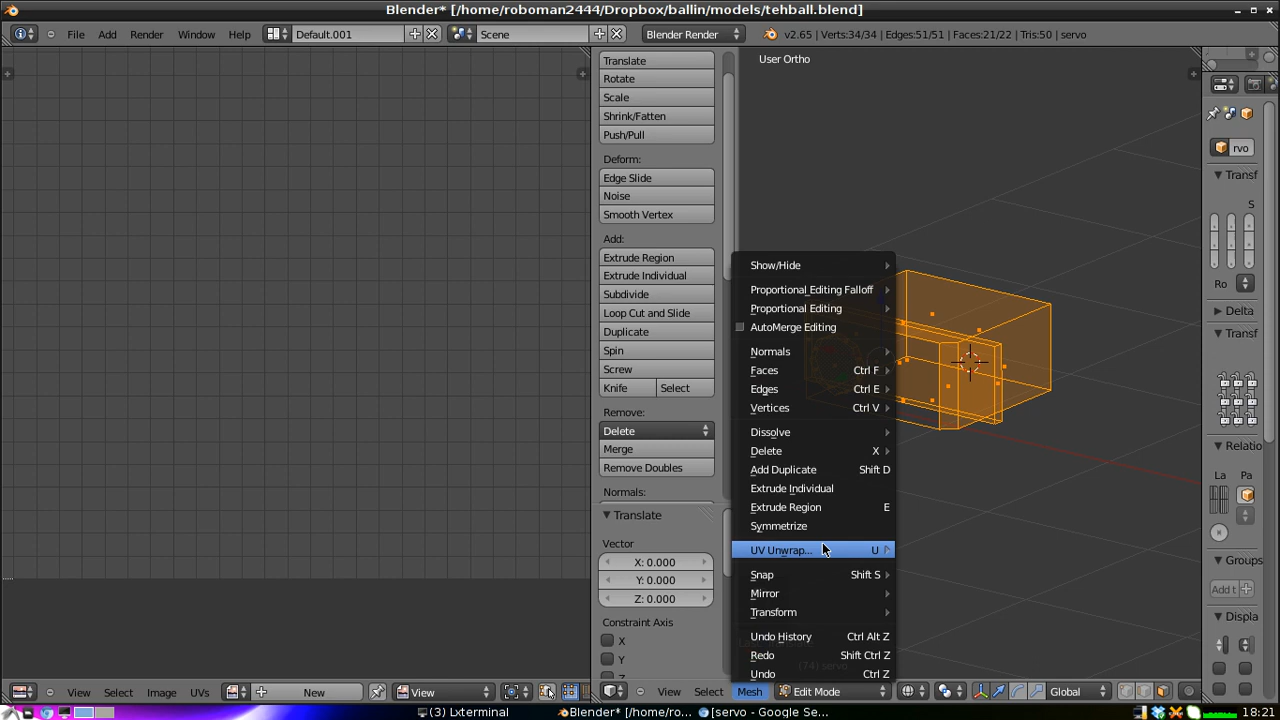 Blender* [/home/roboman2444/Dropbox/ballin/models/tehball.blend]
File Add Render Window Help Default.001 Scene Blender Render v2.65 | Verts:34/34 | Edges:51/51 | Faces:21/22 | Tris:50 | servo
Translate
Rotate
Scale
Shrink/Fatten
Push/Pull
Deform:
Edge Slide
Noise
Smooth Vertex
Add:
Extrude Region
Extrude Individual
Subdivide
Loop Cut and Slide
Duplicate
Spin
Screw
Knife Select
Remove:
Delete
Merge
Remove Doubles
Normals:
Translate
Vector
X: 0.000
Y: 0.000
Z: 0.000
Constraint Axis
X
Y
User Ortho
Show/Hide
Proportional Editing Falloff
Proportional Editing
AutoMerge Editing
Normals
Faces Ctrl F
Edges Ctrl E
Vertices Ctrl V
Dissolve
Delete X
Add Duplicate Shift D
Extrude Individual
Extrude Region E
Symmetrize
UV Unwrap... U
Snap Shift S
Mirror
Transform
Undo History Ctrl Alt Z
Redo Shift Ctrl Z
Undo Ctrl Z
(74) servo
rvo
Transf
S
Ro
Delta
Transf
Relatio
La Pa
Groups
Add t
Displa
View Select Image UVs New View
View Select Mesh Edit Mode Global
(3) Lxterminal Blender* [/home/ro... [servo - Google Se... 18:21